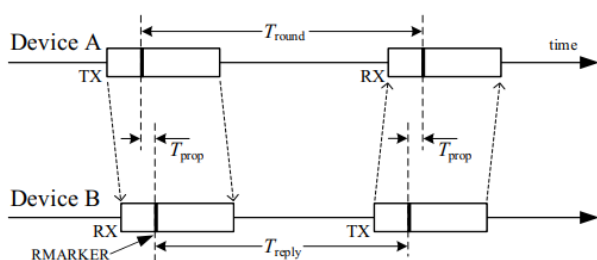 Device A
T_round
time
TX
RX
T_prop
T_prop
Device B
RX
TX
RMARKER
T_reply